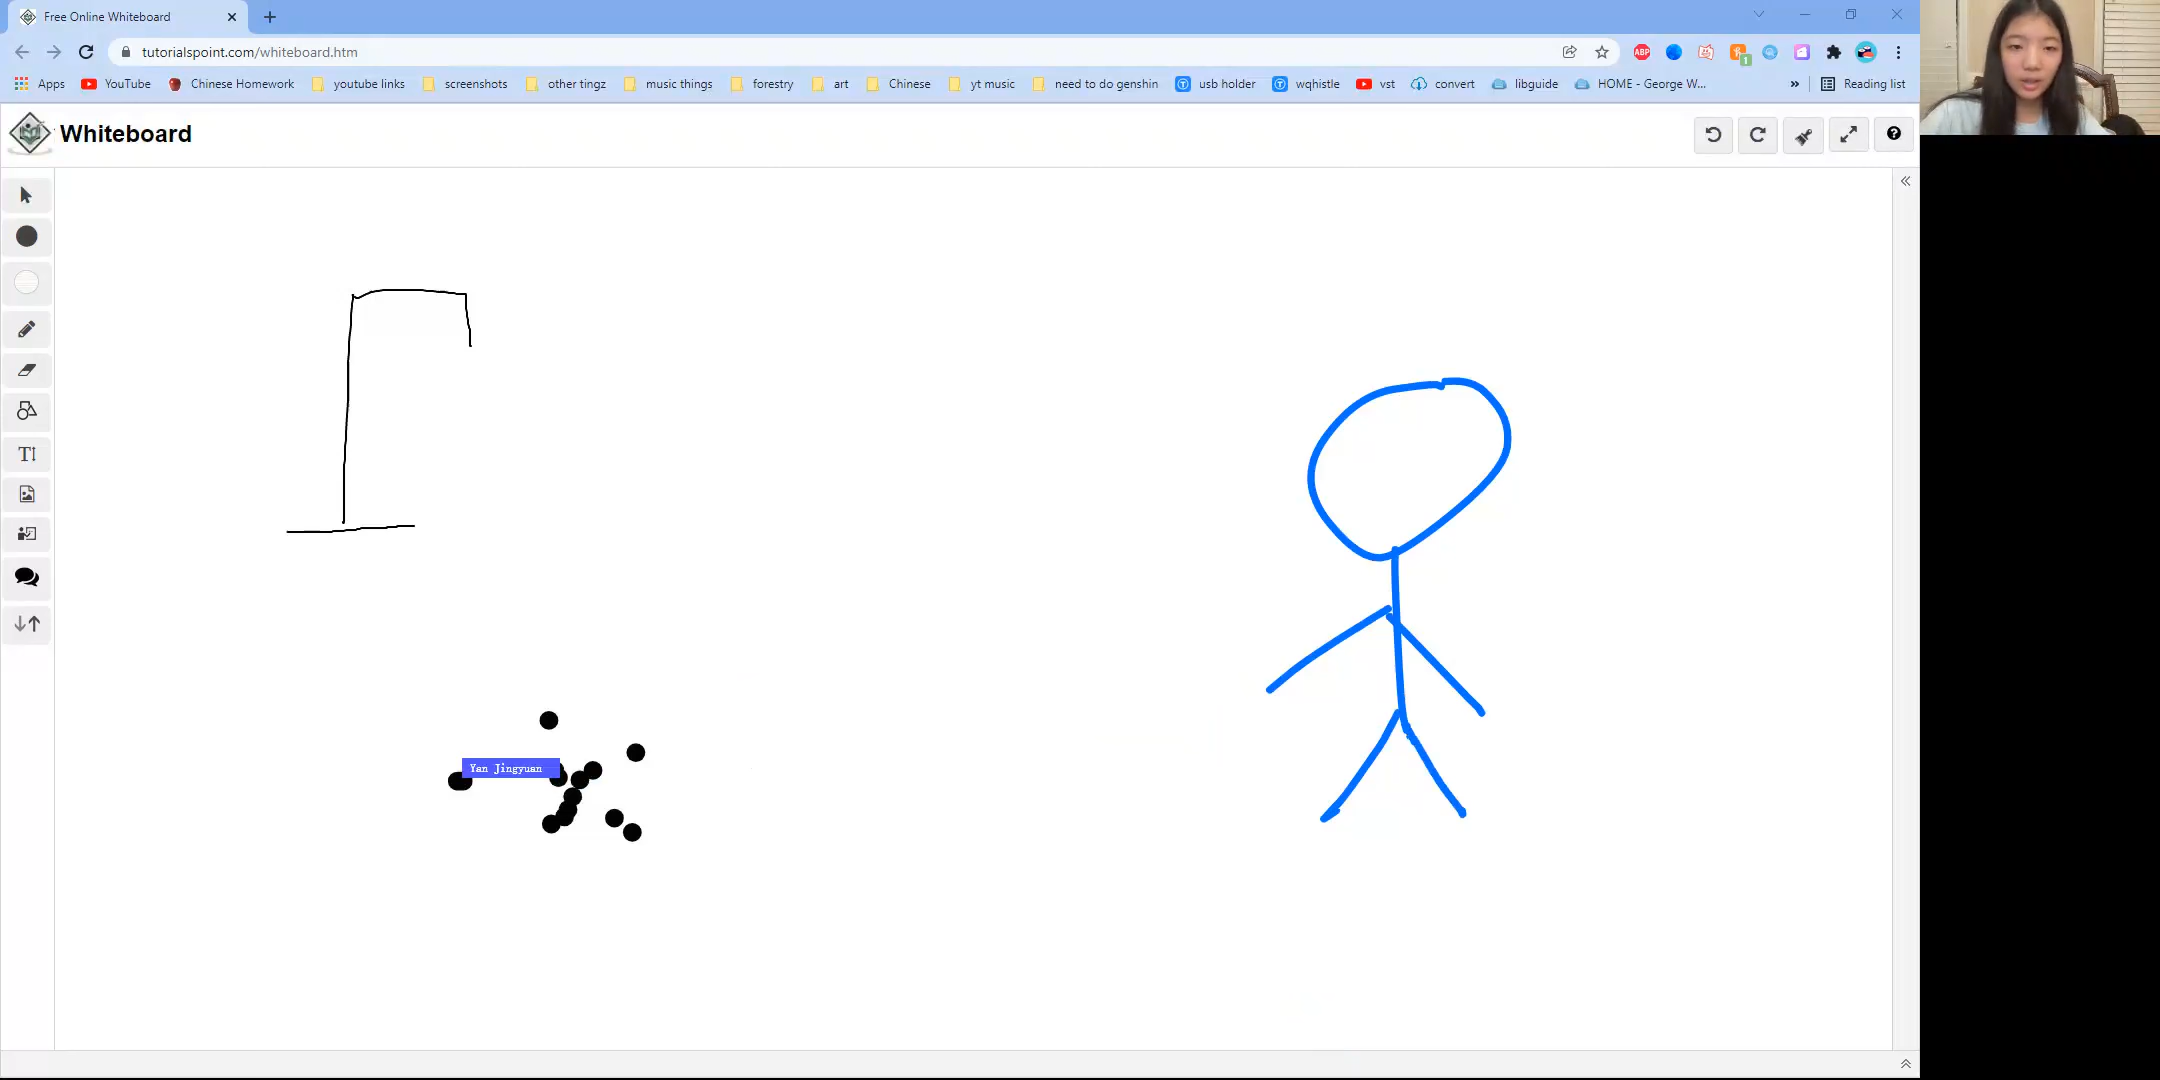 Free Online Whiteboard
tutorialspoint.com/whiteboard.htm
ABP
1
Apps YouTube Chinese Homework youtube links screenshots other tingz music things forestry art Chinese yt music need to do genshin usb holder wqhistle vst convert libguide HOME - George W... Reading list
Whiteboard
Yan Jingyuan